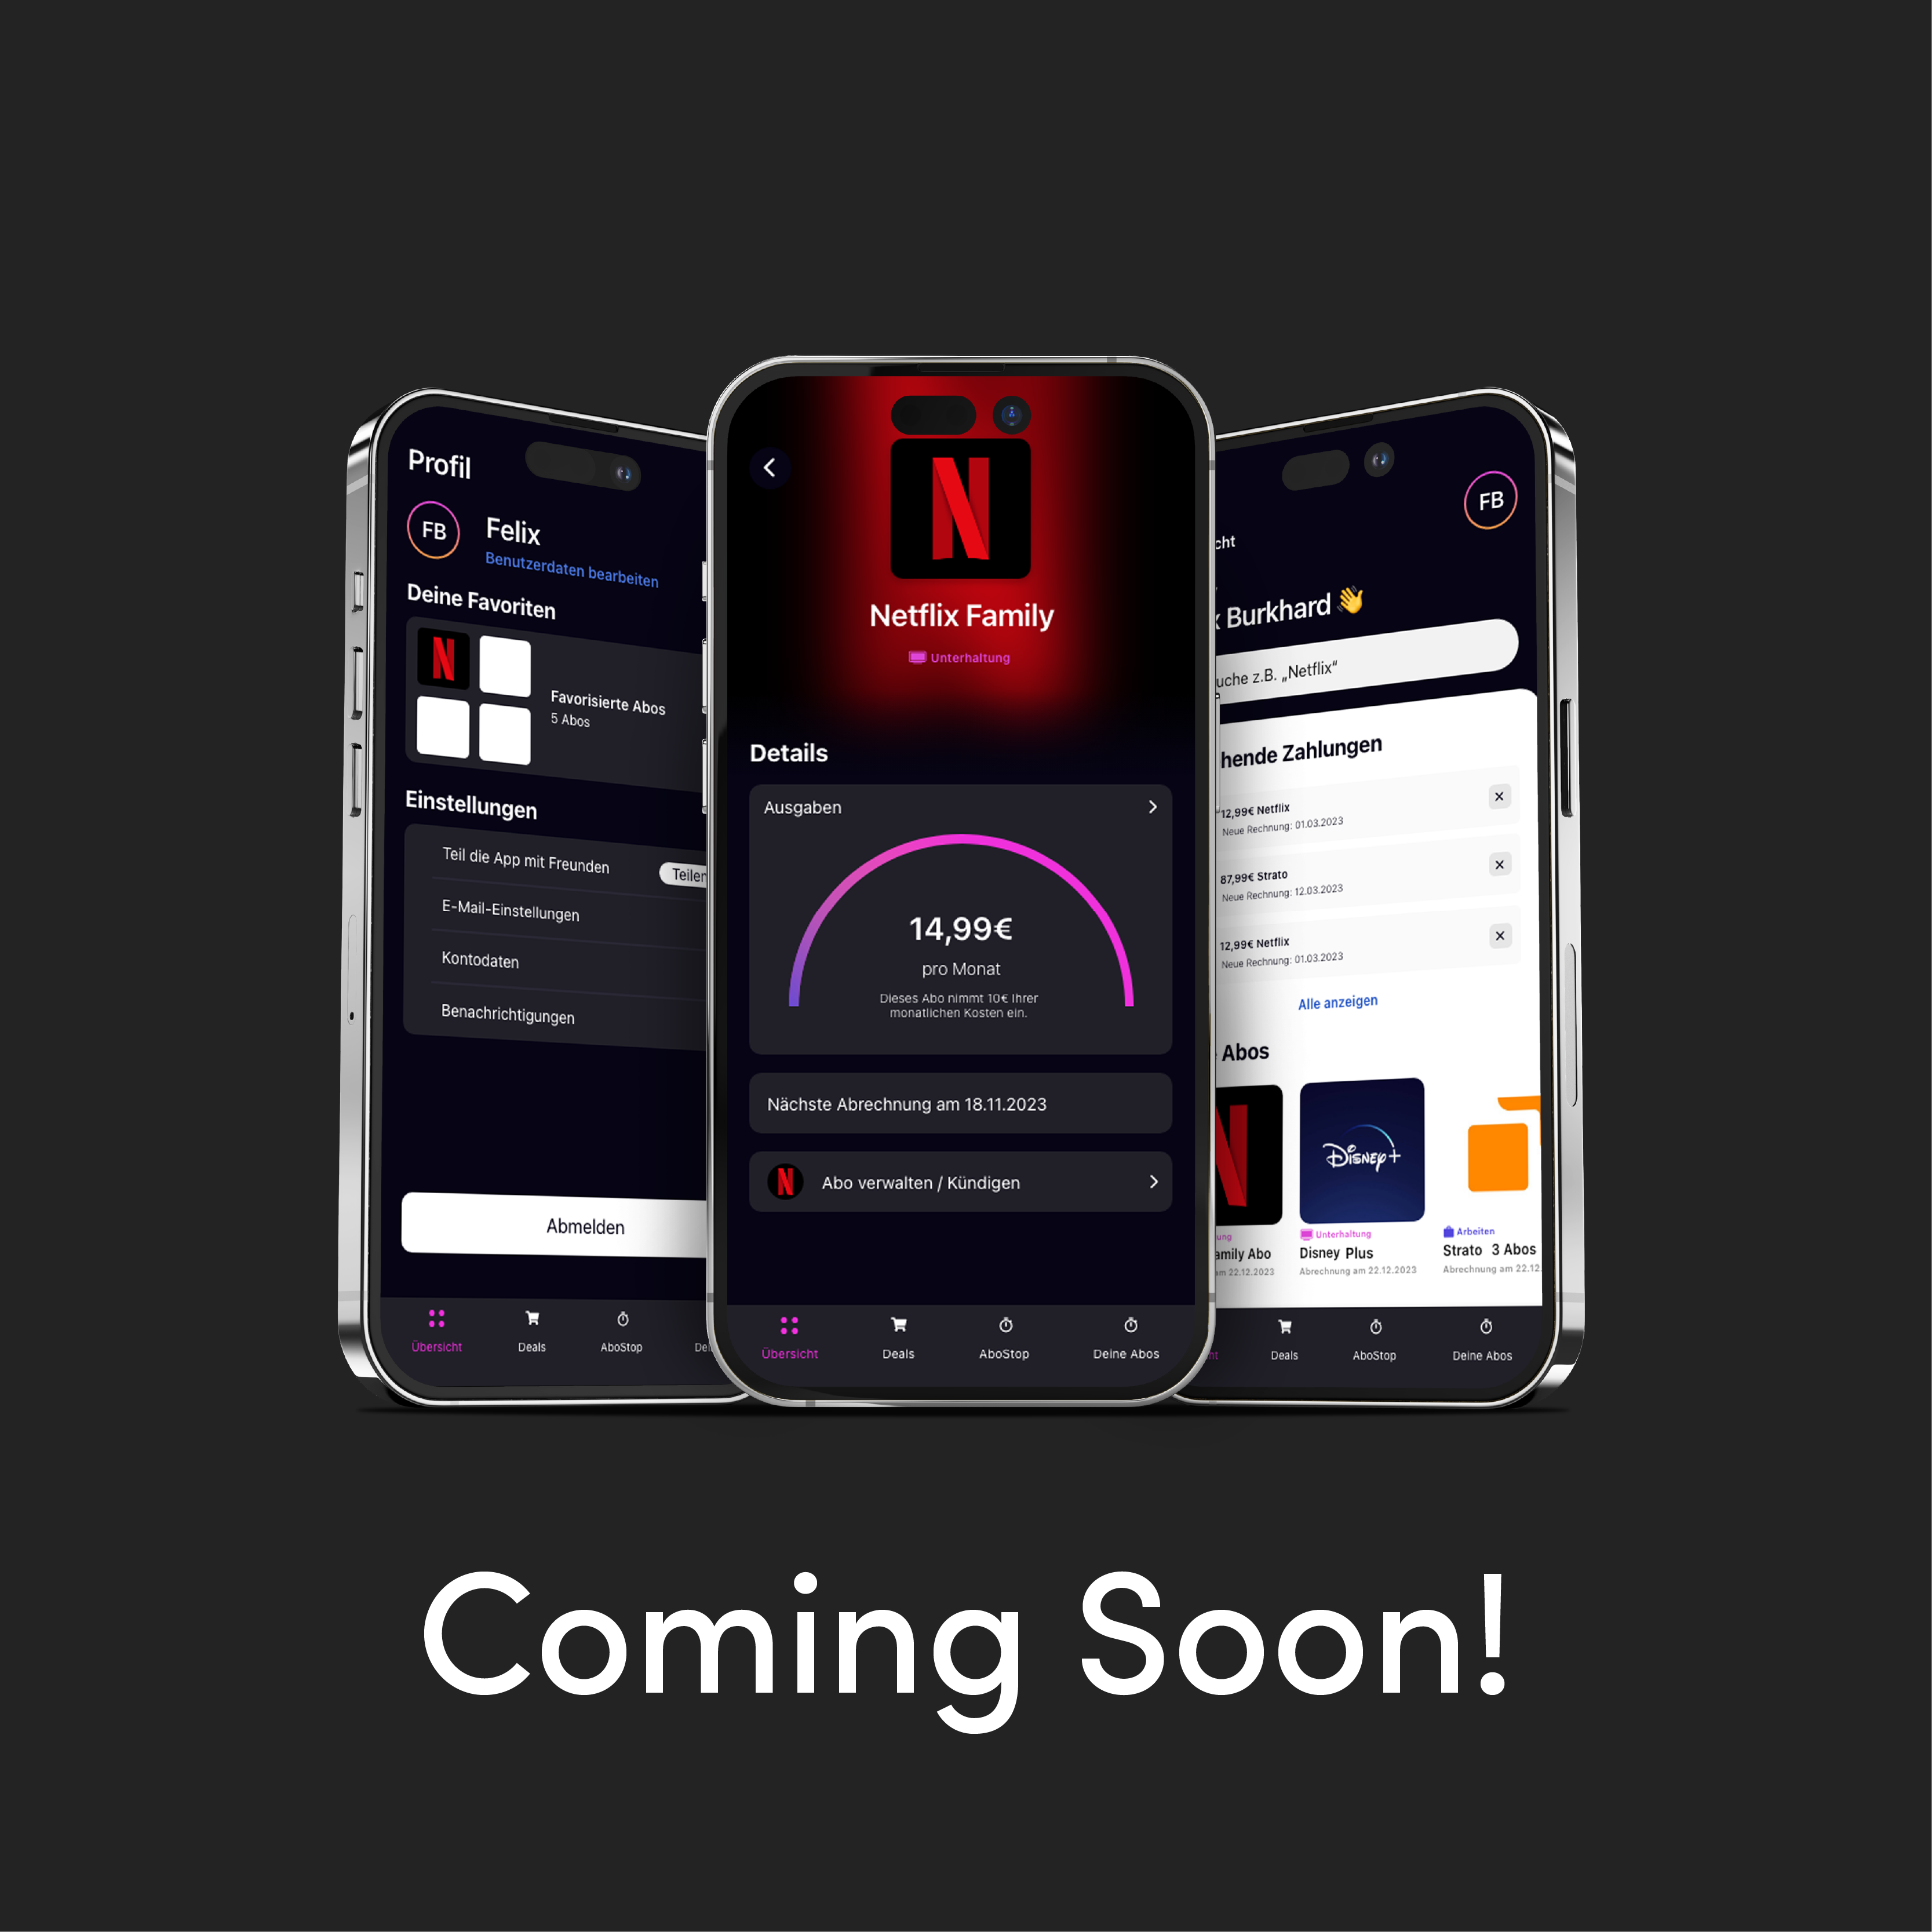 Profil
FB
Felix
Benutzerdaten bearbeiten
Deine Favoriten
N
Favorisierte Abos
5 Abos
Einstellungen
Teil die App mit Freunden
Teilen
E-Mail-Einstellungen
Kontodaten
Benachrichtigungen
Abmelden
Übersicht
Deals
AboStop
N
Netflix Family
Unterhaltung
Details
Ausgaben
14,99€
pro Monat
Dieses Abo nimmt 10€ Ihrer
monatlichen Kosten ein.
Nächste Abrechnung am 18.11.2023
N
Abo verwalten / Kündigen
Übersicht
Deals
AboStop
Deine Abos
FB
cht
Burkhard 👋
uche z.B. „Netflix“
hende Zahlungen
12,99€ Netflix
Neue Rechnung: 01.03.2023
87,99€ Strato
Neue Rechnung: 12.03.2023
12,99€ Netflix
Neue Rechnung: 01.03.2023
Alle anzeigen
Abos
Disney+
ung
amily Abo
am 22.12.2023
Unterhaltung
Disney Plus
Abrechnung am 22.12.2023
Arbeiten
Strato 3 Abos
Abrechnung am 22.12.
Deals
AboStop
Deine Abos
Coming Soon!